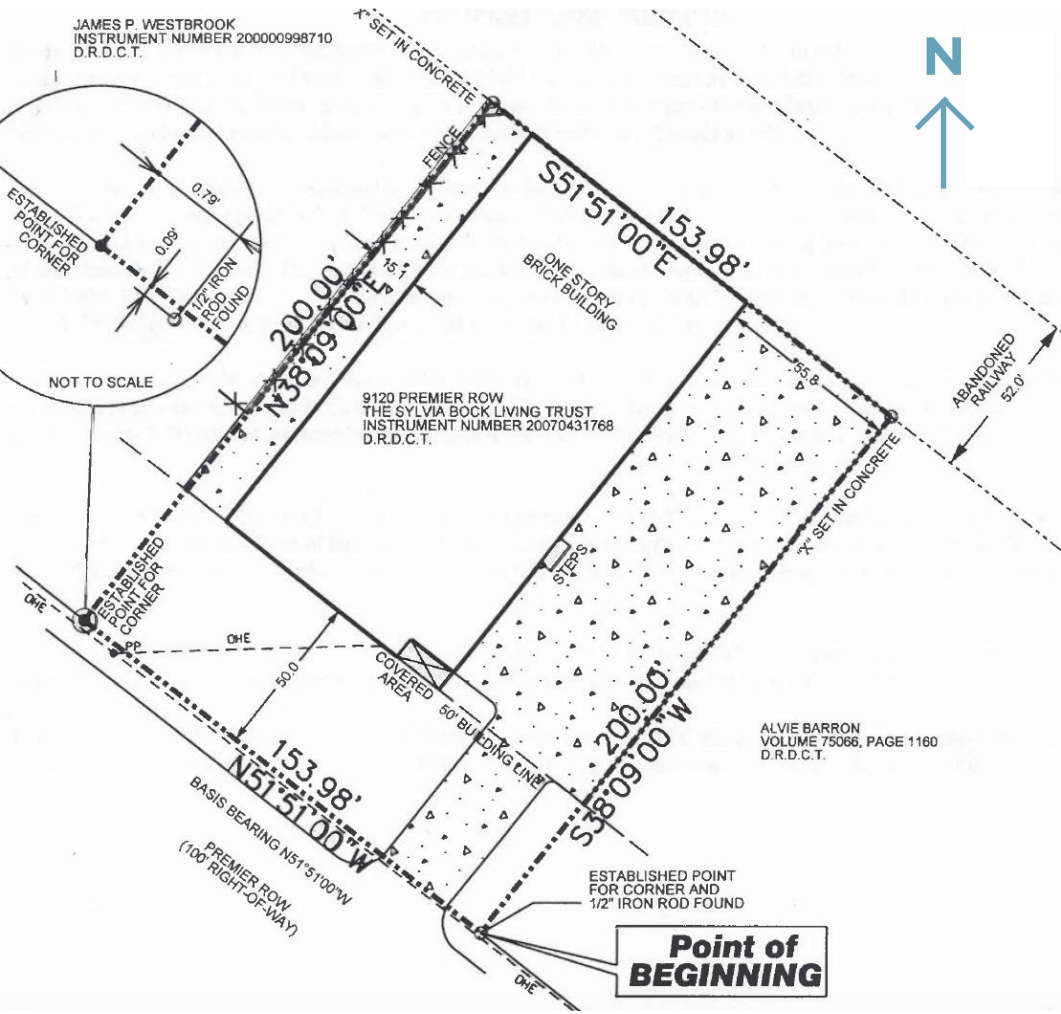 JAMES P. WESTBROOK
INSTRUMENT NUMBER 200000998710
D.R.D.C.T.
X" SET IN CONCRETE
N
FENCE
S51°51'00"E
153.98'
0.79'
ESTABLISHED
POINT FOR
CORNER
0.09'
1/2" IRON
ROD
FOUND
NOT TO SCALE
200.00'
N38°09'00"E
ONE STORY
BRICK BUILDING
ABANDONED
RAILWAY
52.0'
9120 PREMIER ROW
THE SYLVIA BOCK LIVING TRUST
INSTRUMENT NUMBER 20070431768
D.R.D.C.T.
"X" SET IN CONCRETE
STEPS
ESTABLISHED
POINT FOR
CORNER
OHE
PP
OHE
50.0
COVERED
AREA
50' BUILDING LINE
200.00'
S38°09'00"W
ALVIE BARRON
VOLUME 75066, PAGE 1160
D.R.D.C.T.
153.98'
N51°51'00"W
BASIS BEARING N51°51'00"W
PREMIER ROW
(100' RIGHT-OF-WAY)
ESTABLISHED POINT
FOR CORNER AND
1/2" IRON ROD FOUND
Point of
BEGINNING
OHE